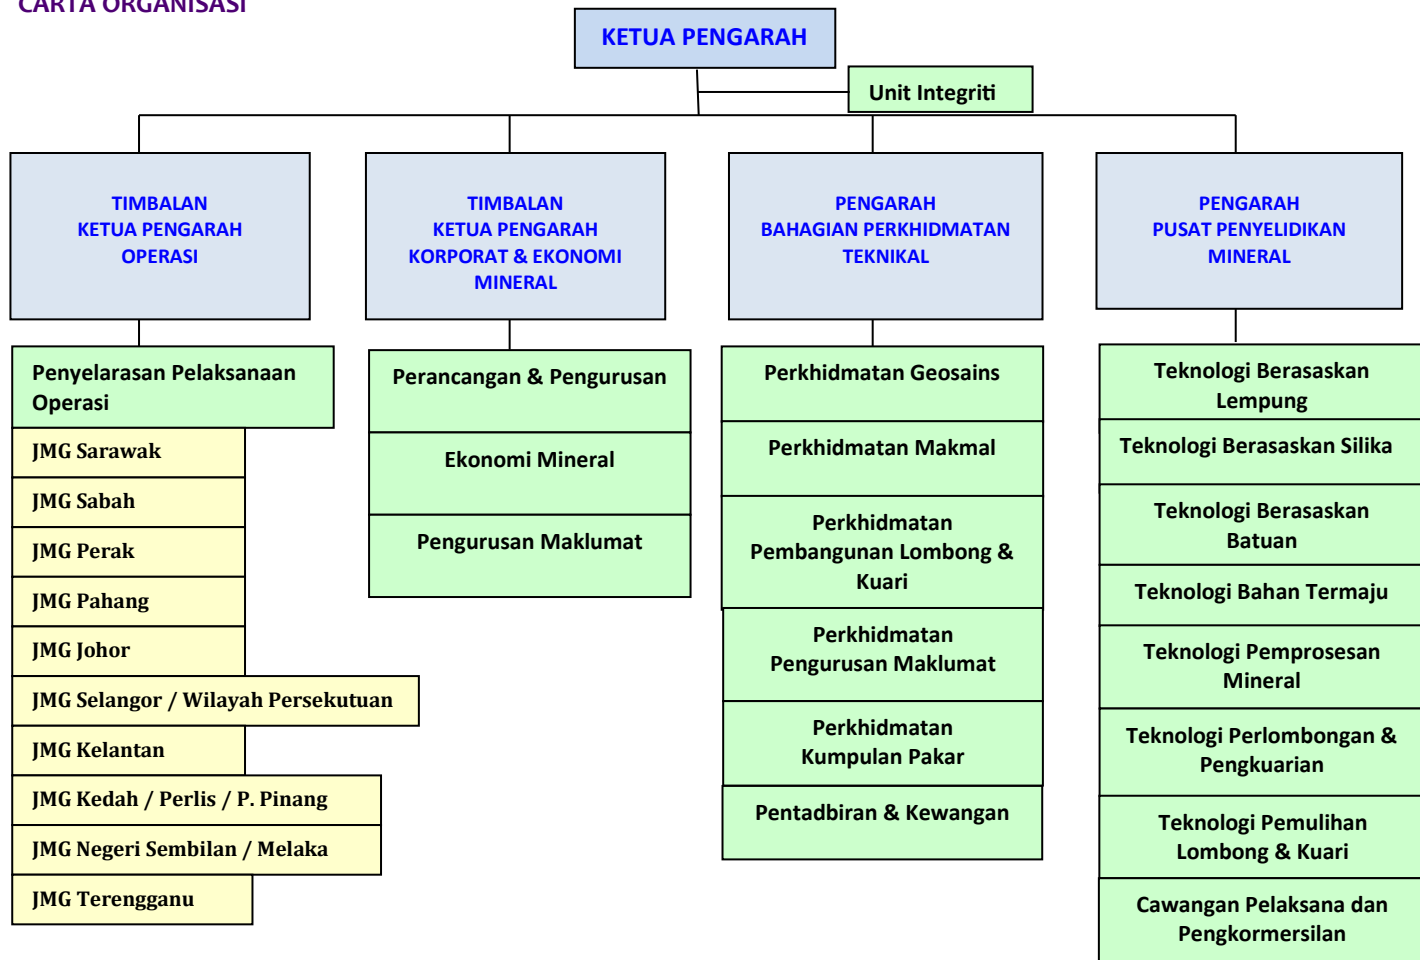 CARTA ORGANISASI
KETUA PENGARAH
Unit Integriti
TIMBALAN
KETUA PENGARAH
OPERASI
TIMBALAN
KETUA PENGARAH
KORPORAT & EKONOMI
MINERAL
PENGARAH
BAHAGIAN PERKHIDMATAN
TEKNIKAL
PENGARAH
PUSAT PENYELIDIKAN
MINERAL
Penyelarasan Pelaksanaan
Operasi
JMG Sarawak
JMG Sabah
JMG Perak
JMG Pahang
JMG Johor
JMG Selangor / Wilayah Persekutuan
JMG Kelantan
JMG Kedah / Perlis / P. Pinang
JMG Negeri Sembilan / Melaka
JMG Terengganu
Perancangan & Pengurusan
Ekonomi Mineral
Pengurusan Maklumat
Perkhidmatan Geosains
Perkhidmatan Makmal
Perkhidmatan
Pembangunan Lombong &
Kuari
Perkhidmatan
Pengurusan Maklumat
Perkhidmatan
Kumpulan Pakar
Pentadbiran & Kewangan
Teknologi Berasaskan
Lempung
Teknologi Berasaskan Silika
Teknologi Berasaskan
Batuan
Teknologi Bahan Termaju
Teknologi Pemprosesan
Mineral
Teknologi Perlombongan &
Pengkuarian
Teknologi Pemulihan
Lombong & Kuari
Cawangan Pelaksana dan
Pengkormersilan